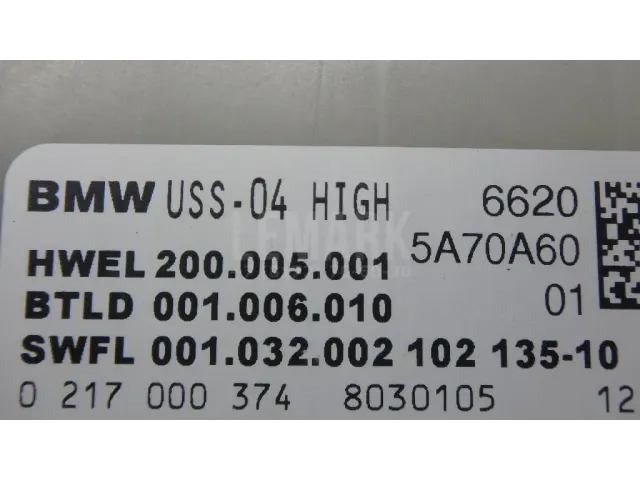 BMW USS-04 HIGH 6620
5A70A60
HWEL 200.005.001
BTLD 001.006.010 01
SWFL 001.032.002 102 135-10
0 217 000 374 8030105 12
LEMARK